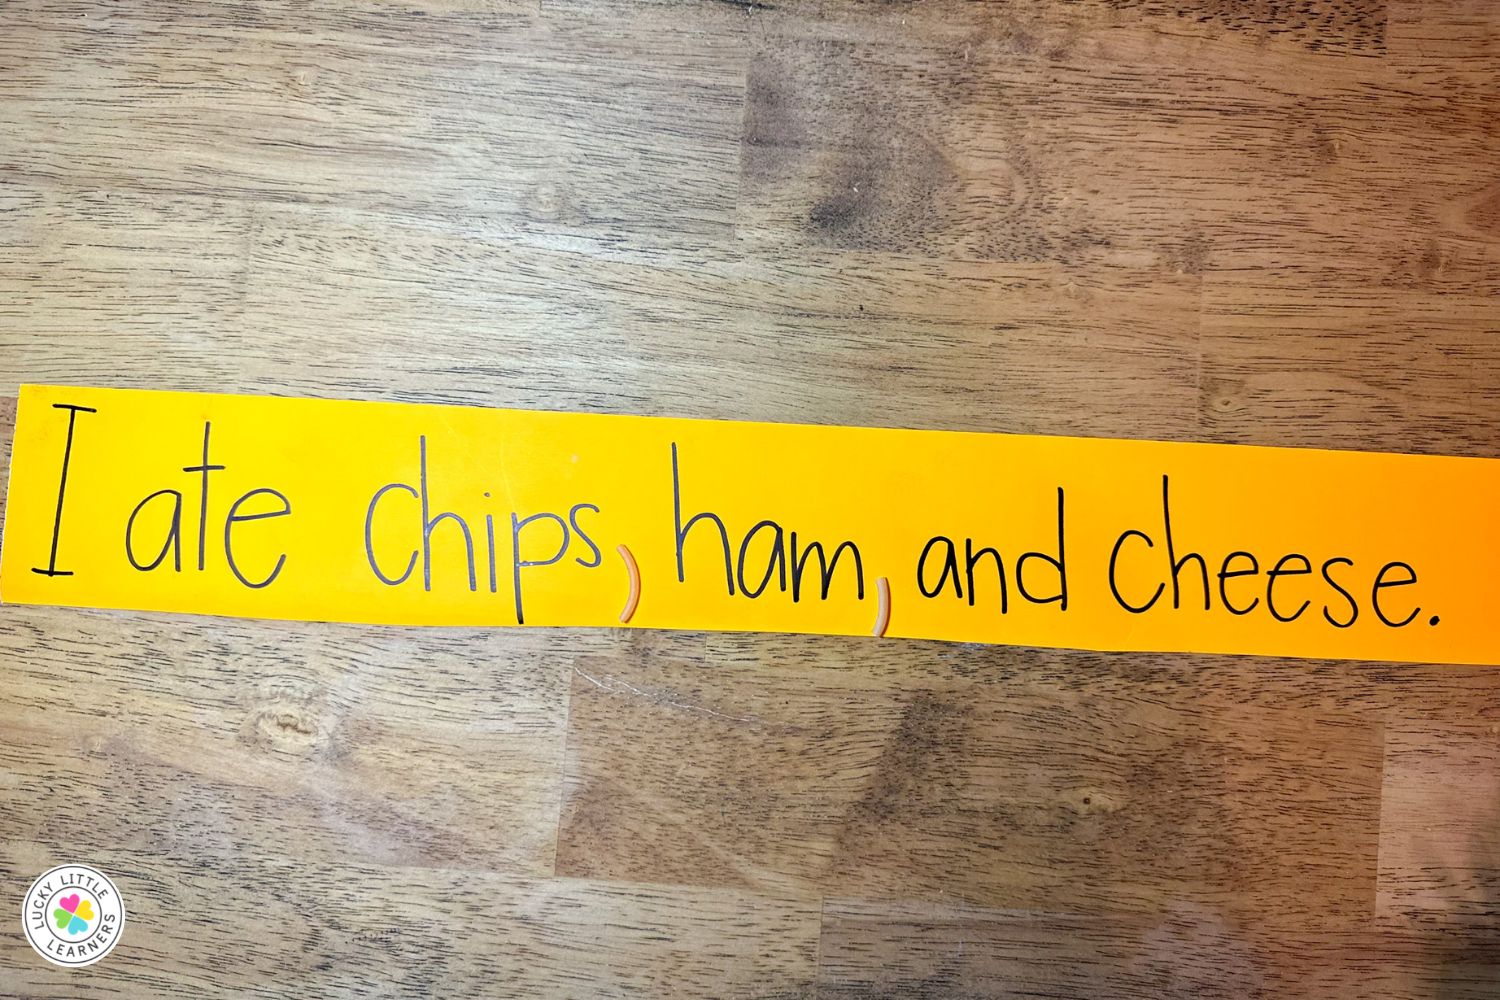 I ate chips, ham, and cheese.
LUCKY LITTLE LEARNERS